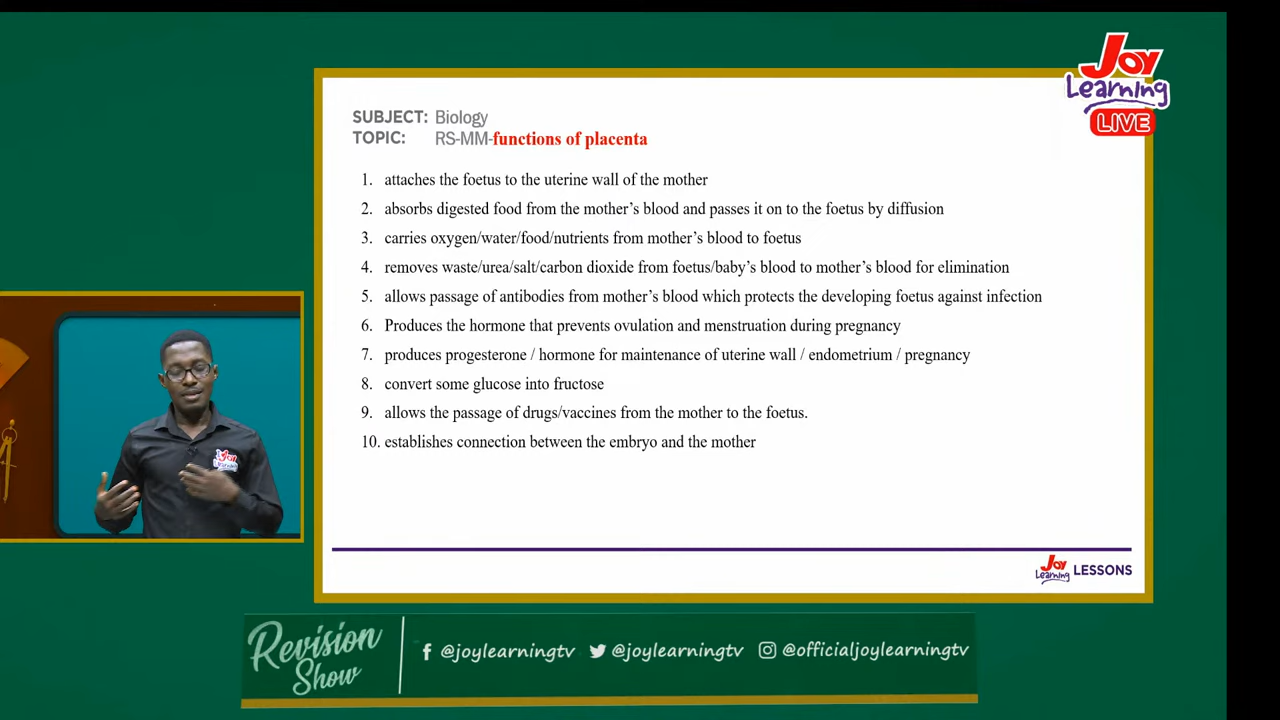 Joy
Learning
LIVE
SUBJECT: Biology
TOPIC: RS-MM-functions of placenta
1. attaches the foetus to the uterine wall of the mother
2. absorbs digested food from the mother’s blood and passes it on to the foetus by diffusion
3. carries oxygen/water/food/nutrients from mother’s blood to foetus
4. removes waste/urea/salt/carbon dioxide from foetus/baby’s blood to mother’s blood for elimination
5. allows passage of antibodies from mother’s blood which protects the developing foetus against infection
6. Produces the hormone that prevents ovulation and menstruation during pregnancy
7. produces progesterone / hormone for maintenance of uterine wall / endometrium / pregnancy
8. convert some glucose into fructose
9. allows the passage of drugs/vaccines from the mother to the foetus.
10. establishes connection between the embryo and the mother
Joy
Learning
Joy
Learning LESSONS
Revision
Show
@joylearningtv @joylearningtv @officialjoylearningtv